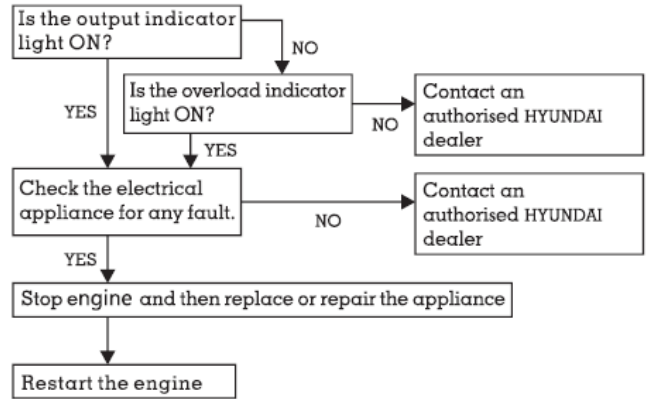 Is the output indicator
light ON?
NO
Is the overload indicator
light ON?
YES
NO
Contact an
authorised HYUNDAI
dealer
YES
Check the electrical
appliance for any fault.
NO
Contact an
authorised HYUNDAI
dealer
YES
Stop engine and then replace or repair the appliance
Restart the engine